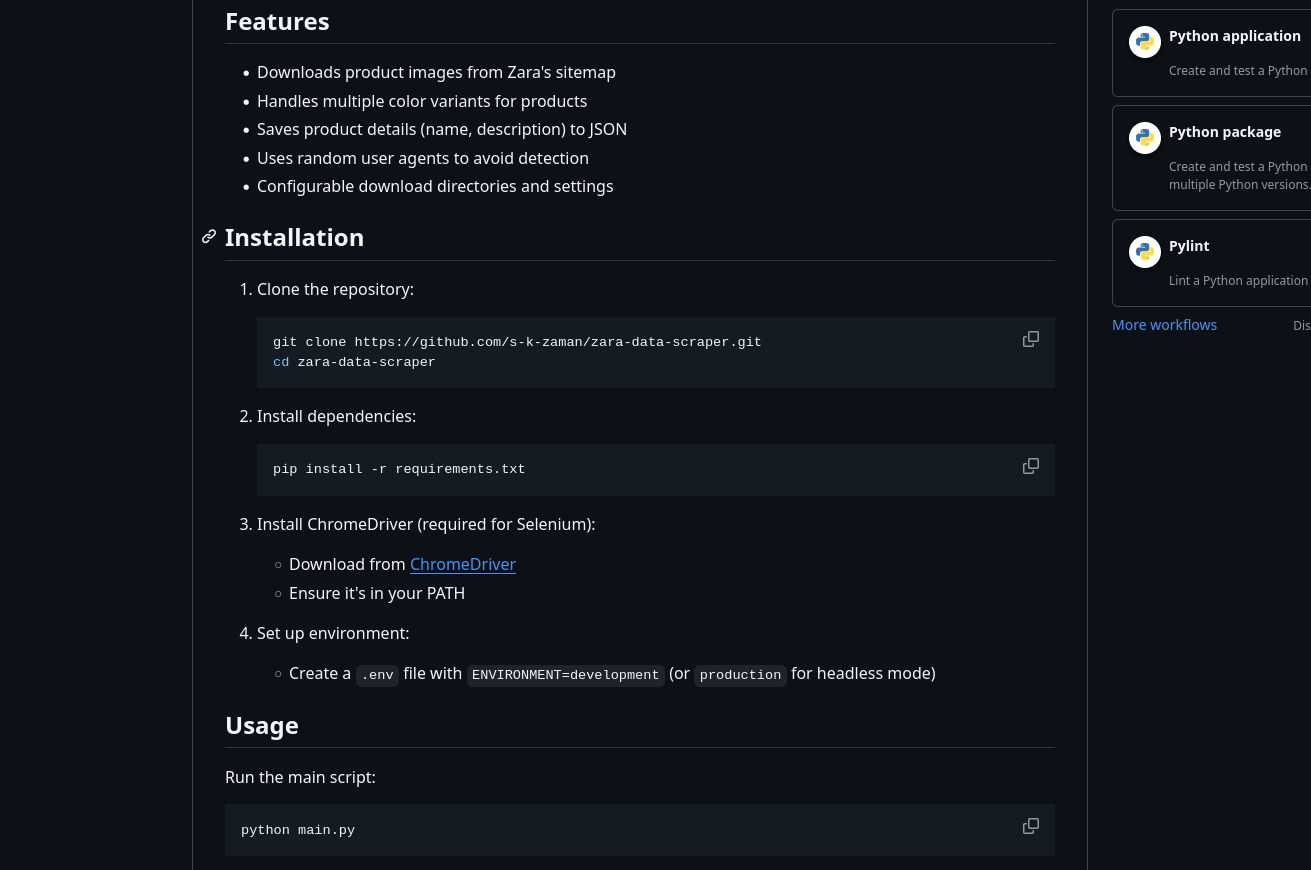 Features
Downloads product images from Zara's sitemap
Handles multiple color variants for products
Saves product details (name, description) to JSON
Uses random user agents to avoid detection
Configurable download directories and settings
Installation
1. Clone the repository:
git clone https://github.com/s-k-zaman/zara-data-scraper.git
cd zara-data-scraper
2. Install dependencies:
pip install -r requirements.txt
3. Install ChromeDriver (required for Selenium):
Download from ChromeDriver
Ensure it's in your PATH
4. Set up environment:
Create a .env file with ENVIRONMENT=development (or production for headless mode)
Usage
Run the main script:
python main.py
Python application
Create and test a Python
Python package
Create and test a Python
multiple Python versions.
Pylint
Lint a Python application
More workflows
Dis